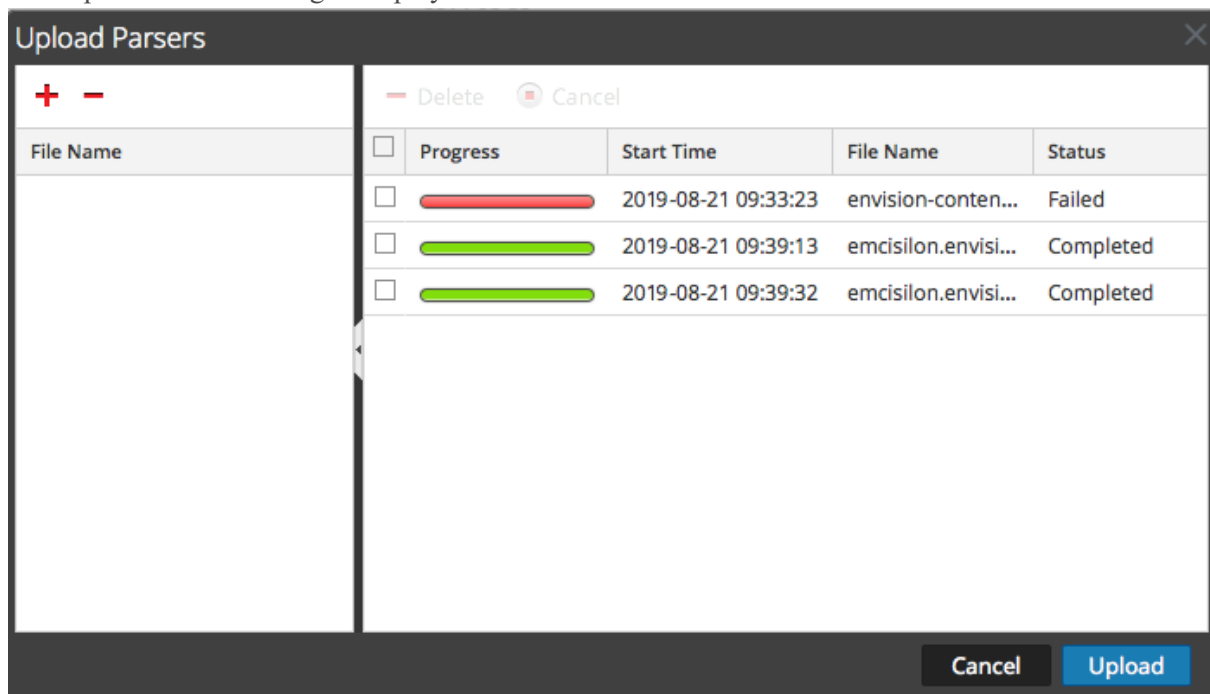 Upload Parsers
File Name
Delete Cancel
Progress Start Time File Name Status
2019-08-21 09:33:23 envision-conten... Failed
2019-08-21 09:39:13 emcisilon.envisi... Completed
2019-08-21 09:39:32 emcisilon.envisi... Completed
Cancel Upload